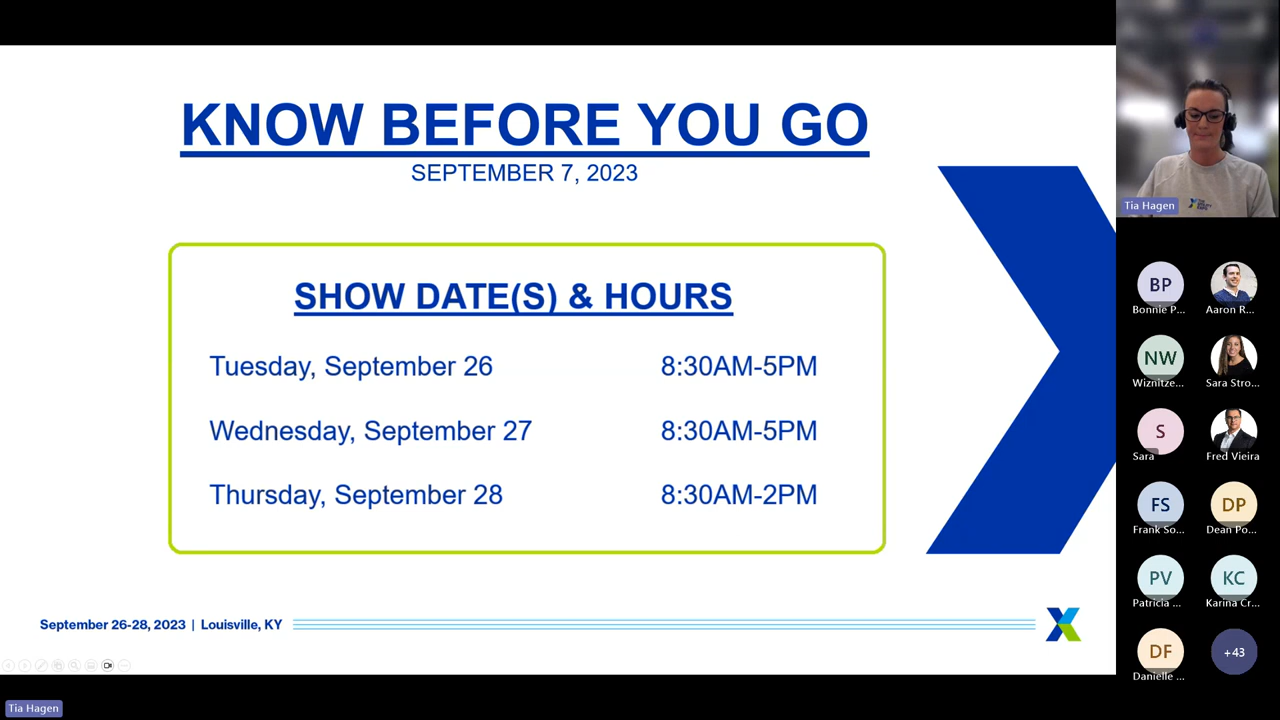 KNOW BEFORE YOU GO
SEPTEMBER 7, 2023
SHOW DATE(S) & HOURS
Tuesday, September 26 8:30AM-5PM
Wednesday, September 27 8:30AM-5PM
Thursday, September 28 8:30AM-2PM
September 26-28, 2023 | Louisville, KY
Tia Hagen
Tia Hagen
BP
Bonnie P...
Aaron R...
NW
Wiznitze...
Sara Stro...
S
Sara
Fred Vieira
FS
Frank So...
DP
Dean Po...
PV
Patricia ...
KC
Karina Cr...
DF
Danielle ...
+43